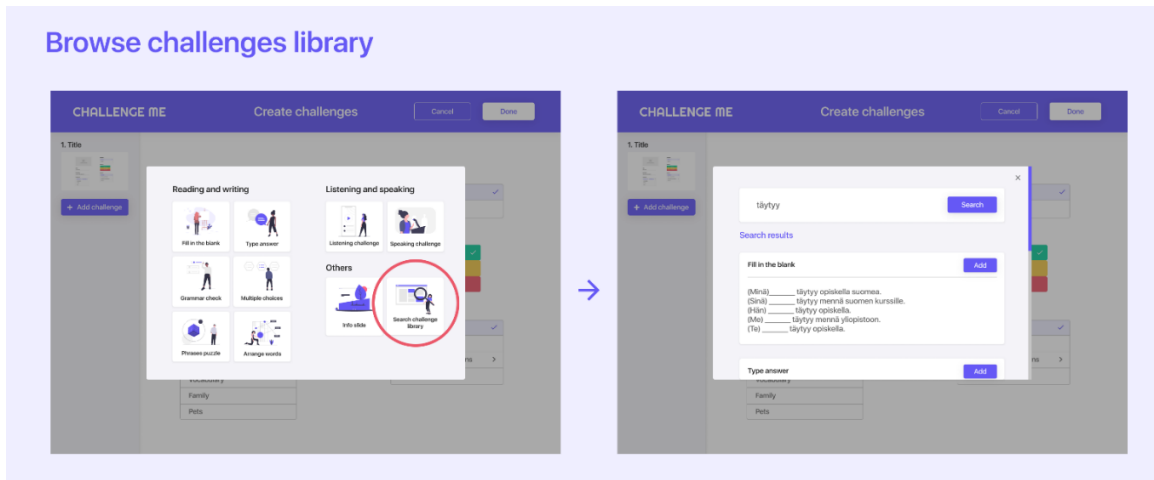 Browse challenges library
CHALLENGE ME
Create challenges
Cancel
Done
1. Title
+ Add challenge
Reading and writing
Fill in the blank
Type answer
Grammar check
Multiple choices
Phrases puzzle
Arrange words
Listening and speaking
Listening challenge
Speaking challenge
Others
Info slide
Search challenge
library
Vocabulary
Family
Pets
CHALLENGE ME
Create challenges
Cancel
Done
1. Title
+ Add challenge
täytyy
Search
Search results
Fill in the blank
Add
(Minä)______ täytyy opiskella suomea.
(Sinä) ______ täytyy mennä suomen kurssille.
(Hän) ______ täytyy opiskella.
(Me) ______ täytyy mennä yliopistoon.
(Te) ______ täytyy opiskella.
Type answer
Add
Vocabulary
Family
Pets